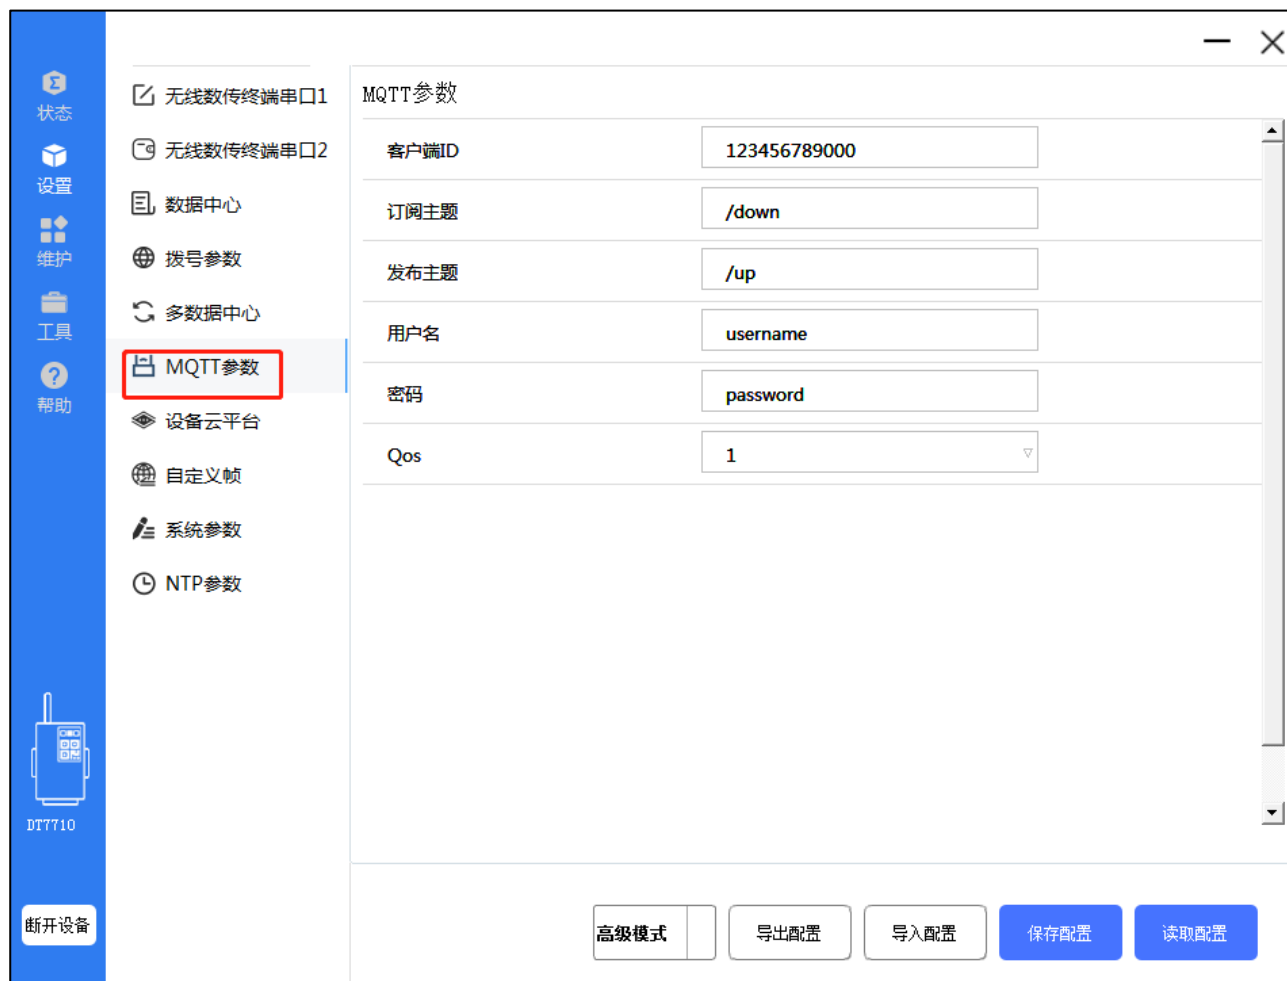 状态
设置
维护
工具
帮助
DT7710
断开设备
无线数传终端串口1
无线数传终端串口2
数据中心
拨号参数
多数据中心
MQTT参数
设备云平台
自定义帧
系统参数
NTP参数
MQTT参数
客户端ID 123456789000
订阅主题 /down
发布主题 /up
用户名 username
密码 password
Qos 1
高级模式 导出配置 导入配置 保存配置 读取配置